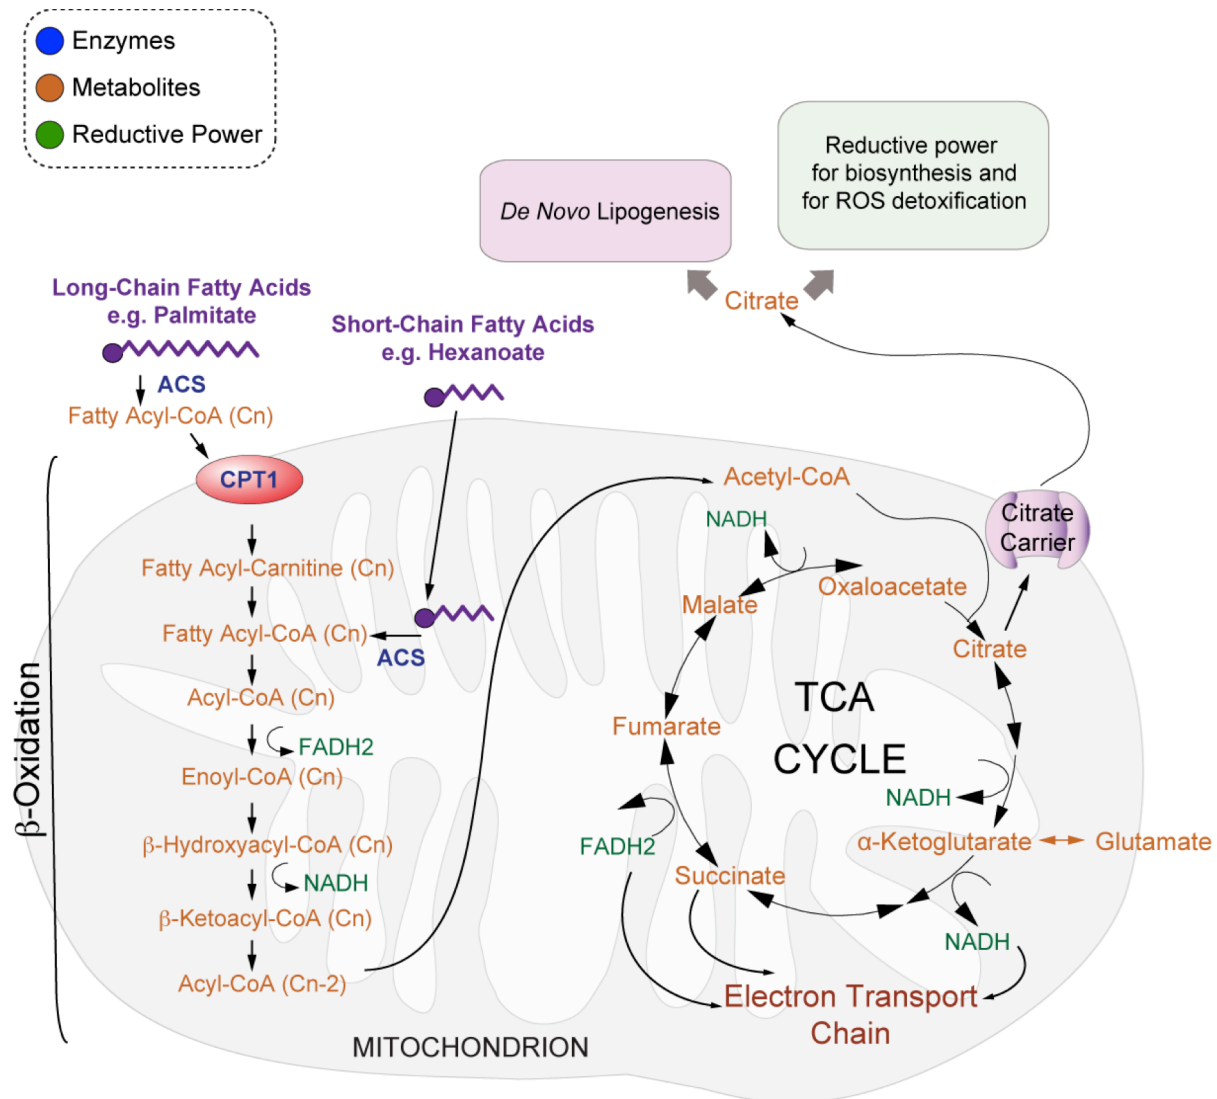 Enzymes
Metabolites
Reductive Power
De Novo Lipogenesis
Reductive power
for biosynthesis and
for ROS detoxification
Citrate
Long-Chain Fatty Acids
e.g. Palmitate
ACS
Fatty Acyl-CoA (Cn)
Short-Chain Fatty Acids
e.g. Hexanoate
CPT1
β-Oxidation
Fatty Acyl-Carnitine (Cn)
Fatty Acyl-CoA (Cn)
ACS
Acyl-CoA (Cn)
FADH2
Enoyl-CoA (Cn)
β-Hydroxyacyl-CoA (Cn)
NADH
β-Ketoacyl-CoA (Cn)
Acyl-CoA (Cn-2)
MITOCHONDRION
Acetyl-CoA
NADH
Citrate
Carrier
Oxaloacetate
Malate
Citrate
TCA
CYCLE
Fumarate
NADH
FADH2
α-Ketoglutarate
Glutamate
Succinate
NADH
Electron Transport
Chain